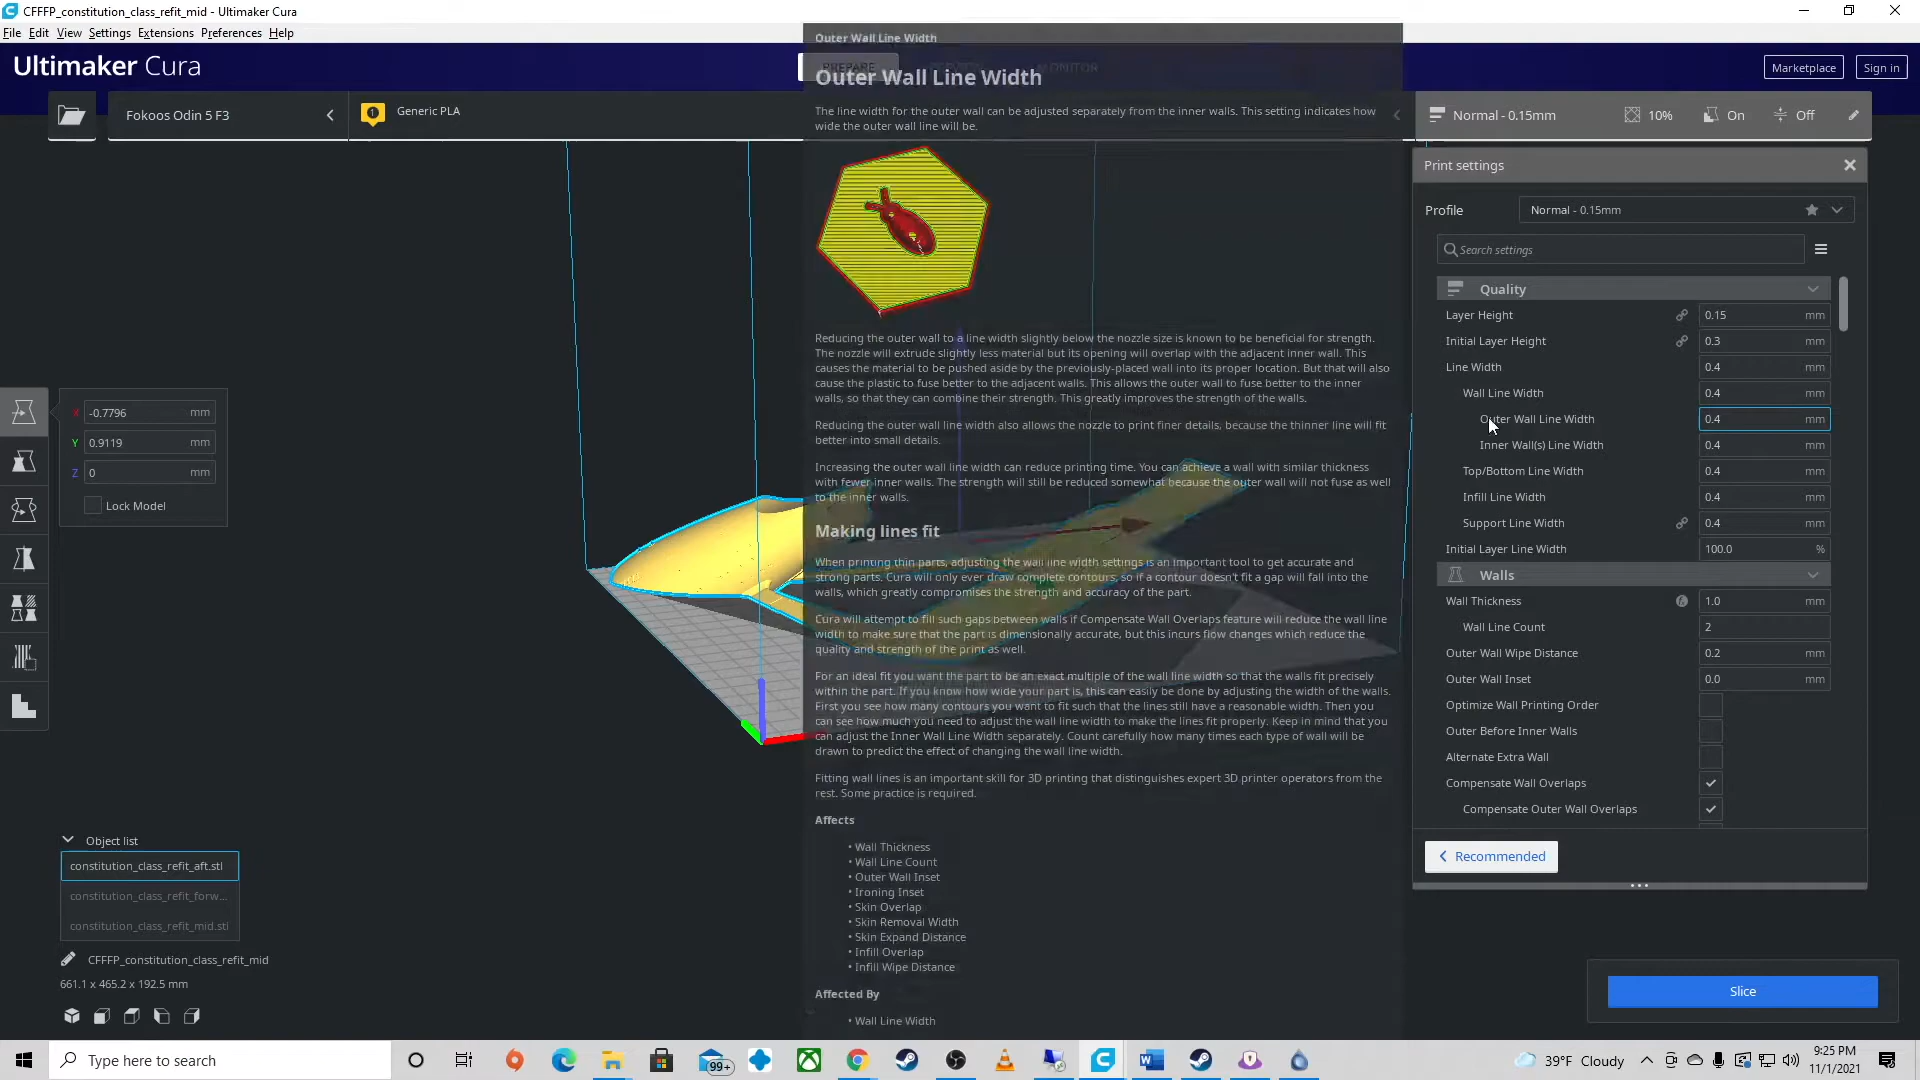 CFFFP_constitution_class_refit_mid - Ultimaker Cura
File Edit View Settings Extensions Preferences Help
Ultimaker Cura
PREPARE
MONITOR
Marketplace
Sign in
Fokoos Odin 5 F3
1
Generic PLA
Normal - 0.15mm
10%
On
Off
Outer Wall Line Width
Outer Wall Line Width
The line width for the outer wall can be adjusted separately from the inner walls. This setting indicates how
wide the outer wall line will be.
Reducing the outer wall to a line width slightly below the nozzle size is known to be beneficial for strength.
The nozzle will extrude slightly less material but its opening will overlap with the adjacent inner wall. This
causes the material to be pushed aside by the previously-placed wall into its proper location. But that will also
cause the plastic to fuse better to the adjacent walls. This allows the outer wall to fuse better to the inner
walls, so that they can combine their strength. This greatly improves the strength of the walls.
Reducing the outer wall line width also allows the nozzle to print finer details, because the thinner line will fit
better into small details.
Increasing the outer wall line width can reduce printing time. You can achieve a wall with similar thickness
with fewer inner walls. The strength will still be reduced somewhat because the outer wall will not fuse as well
to the inner walls.
Making lines fit
When printing thin parts, adjusting the wall line width settings is an important tool to get accurate and
strong parts. Cura will only ever draw complete contours, so if a contour doesn't fit a gap will fall into the
walls, which greatly compromises the strength and accuracy of the part.
Cura will attempt to fill such gaps between walls if Compensate Wall Overlaps feature will reduce the wall line
width to make sure that the part is dimensionally accurate, but this incurs flow changes which reduce the
quality and strength of the print as well.
For an ideal fit you want the part to be an exact multiple of the wall line width so that the walls fit precisely
within the part. If you know how wide your part is, this can easily be done by adjusting the width of the walls.
First you see how many contours you want to fit such that the lines still have a reasonable width. Then you
can see how much you need to adjust the wall line width to make the lines fit properly. Keep in mind that you
can adjust the Inner Wall Line Width separately. Count carefully how many times each type of wall will be
drawn to predict the effect of changing the wall line width.
Fitting wall lines is an important skill for 3D printing that distinguishes expert 3D printer operators from the
rest. Some practice is required.
Affects
• Wall Thickness
• Wall Line Count
• Outer Wall Inset
• Ironing Inset
• Skin Overlap
• Skin Removal Width
• Skin Expand Distance
• Infill Overlap
• Infill Wipe Distance
Affected By
• Wall Line Width
Print settings
Profile Normal - 0.15mm
Search settings
Quality
Layer Height 0.15 mm
Initial Layer Height 0.3 mm
Line Width 0.4 mm
Wall Line Width 0.4 mm
Outer Wall Line Width 0.4 mm
Inner Wall(s) Line Width 0.4 mm
Top/Bottom Line Width 0.4 mm
Infill Line Width 0.4 mm
Support Line Width 0.4 mm
Initial Layer Line Width 100.0 %
Walls
Wall Thickness 1.0 mm
Wall Line Count 2
Outer Wall Wipe Distance 0.2 mm
Outer Wall Inset 0.0 mm
Optimize Wall Printing Order
Outer Before Inner Walls
Alternate Extra Wall
Compensate Wall Overlaps
Compensate Outer Wall Overlaps
Recommended
Slice
X -0.7796 mm
Y 0.9119 mm
Z 0 mm
Lock Model
Object list
constitution_class_refit_aft.stl
constitution_class_refit_forw...
constitution_class_refit_mid.stl
CFFFP_constitution_class_refit_mid
661.1 x 465.2 x 192.5 mm
Type here to search
99+
39°F Cloudy
9:25 PM
11/1/2021